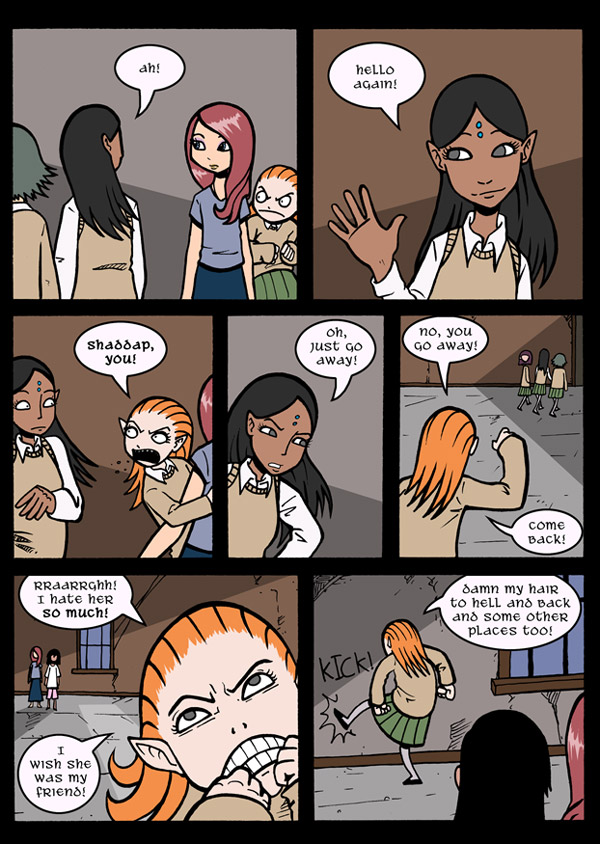 ah!
hello
again!
shaddap,
you!
oh,
just go
away!
no, you
go away!
come
back!
rraarrghh!
I hate her
so much!
I
wish she
was my
friend!
KICK!
damn my hair
to hell and back
and some other
places too!